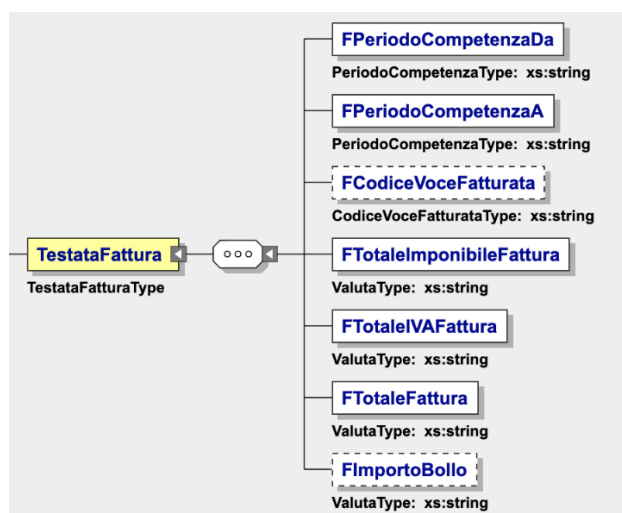 FPeriodoCompetenzaDa
PeriodoCompetenzaType: xs:string
FPeriodoCompetenzaA
PeriodoCompetenzaType: xs:string
FCodiceVoceFatturata
CodiceVoceFatturataType: xs:string
TestataFattura
TestataFatturaType
FTotaleImponibileFattura
ValutaType: xs:string
FTotaleIVAFattura
ValutaType: xs:string
FTotaleFattura
ValutaType: xs:string
FImportoBollo
ValutaType: xs:string